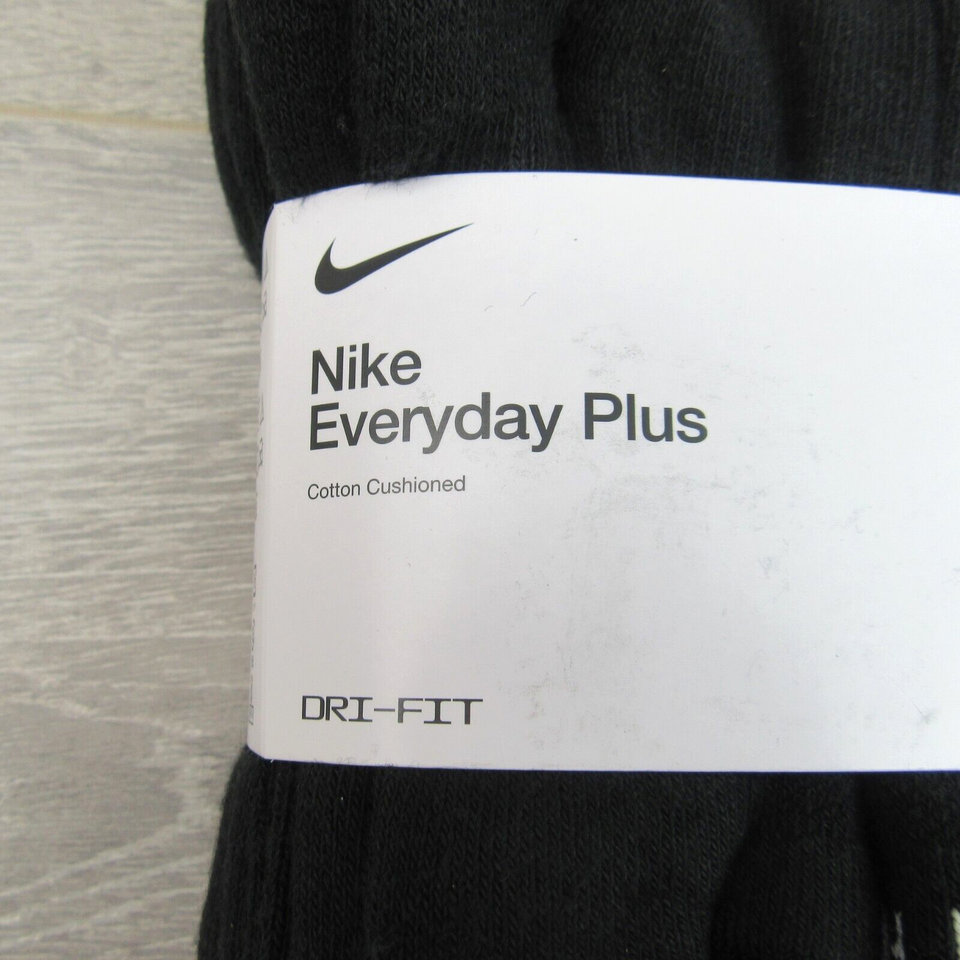 Nike
Everyday Plus
Cotton Cushioned
DRI-FIT